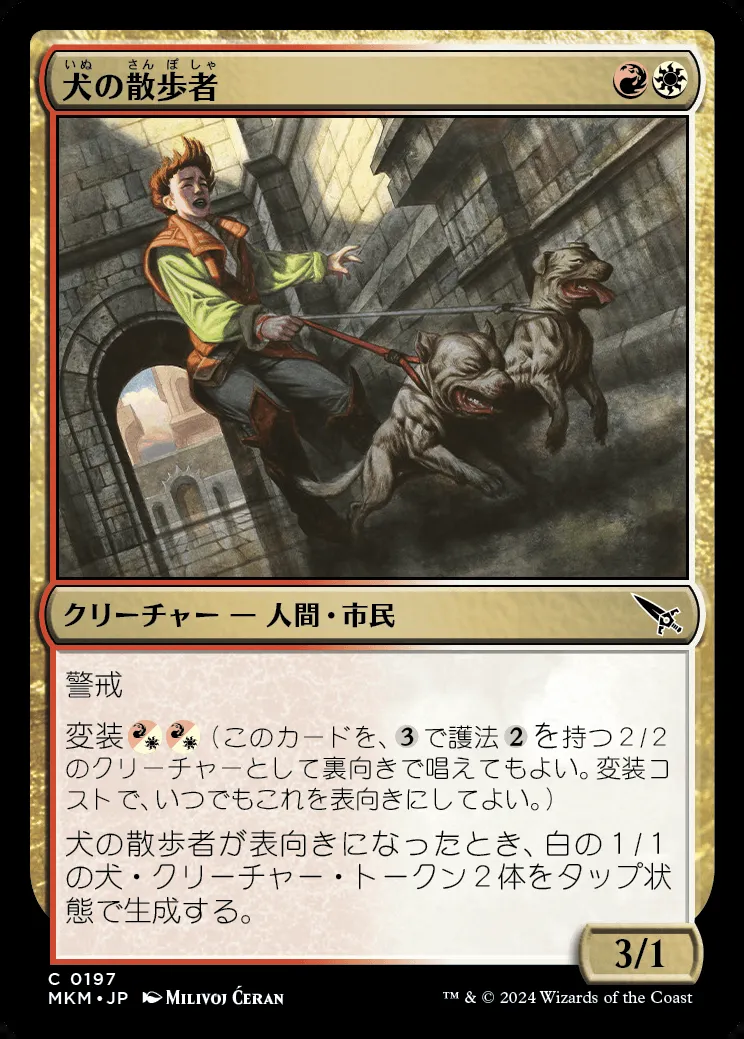 いぬ さんぽしゃ
犬の散歩者
クリーチャー — 人間・市民
警戒
変装（このカードを、3で護法2を持つ2/2
のクリーチャーとして裏向きで唱えてもよい。変装コ
ストで、いつでもこれを表向きにしてよい。）
犬の散歩者が表向きになったとき、白の1/1
の犬・クリーチャー・トークン2体をタップ状
態で生成する。
3/1
C 0197
MKM • JP Milivoj Ćeran
™ & © 2024 Wizards of the Coast